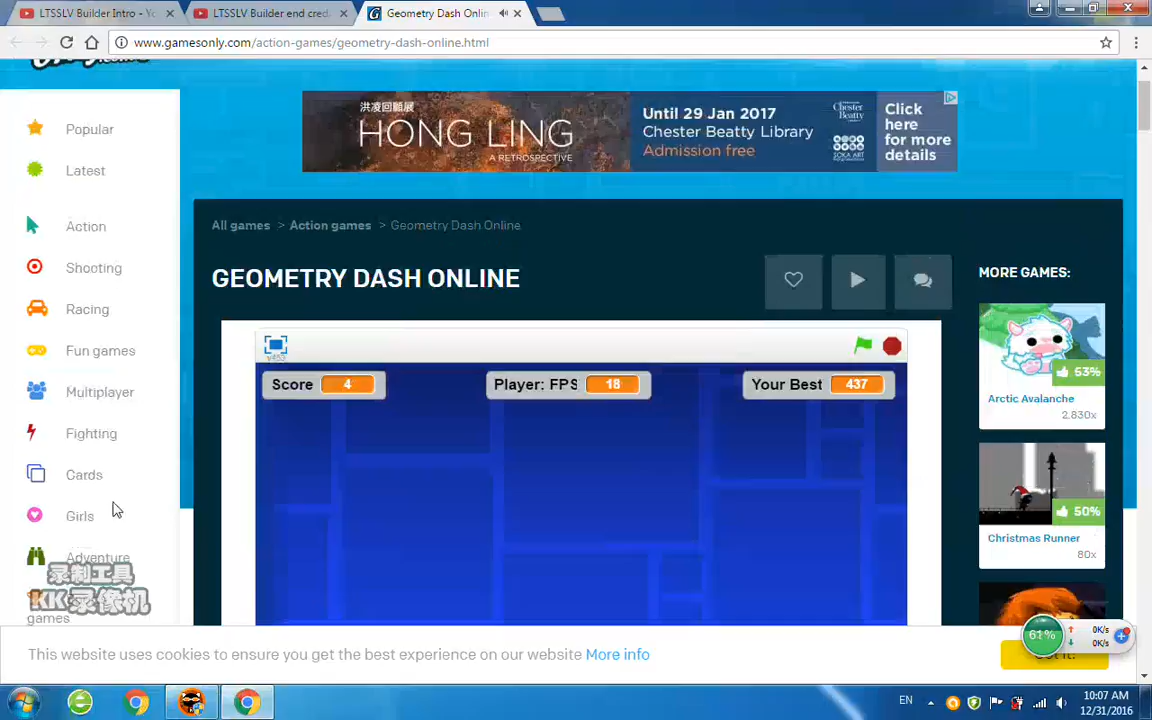 LTSSLV Builder Intro - Yo
LTSSLV Builder end cred
Geometry Dash Onlin
www.gamesonly.com/action-games/geometry-dash-online.html
洪凌回顧展
HONG LING
A RETROSPECTIVE
Until 29 Jan 2017
Chester Beatty Library
Admission free
Chester
Beatty
SOKA ART
Click
here
for more
details
Popular
Latest
Action
Shooting
Racing
Fun games
Multiplayer
Fighting
Cards
Girls
Adventure
games
录制工具
KK录像机
All games > Action games > Geometry Dash Online
GEOMETRY DASH ONLINE
v453
Score 4
Player: FPS 18
Your Best 437
MORE GAMES:
63%
Arctic Avalanche
2.830x
50%
Christmas Runner
80x
61%
0K/s
0K/s
This website uses cookies to ensure you get the best experience on our website More info
EN
10:07 AM
12/31/2016